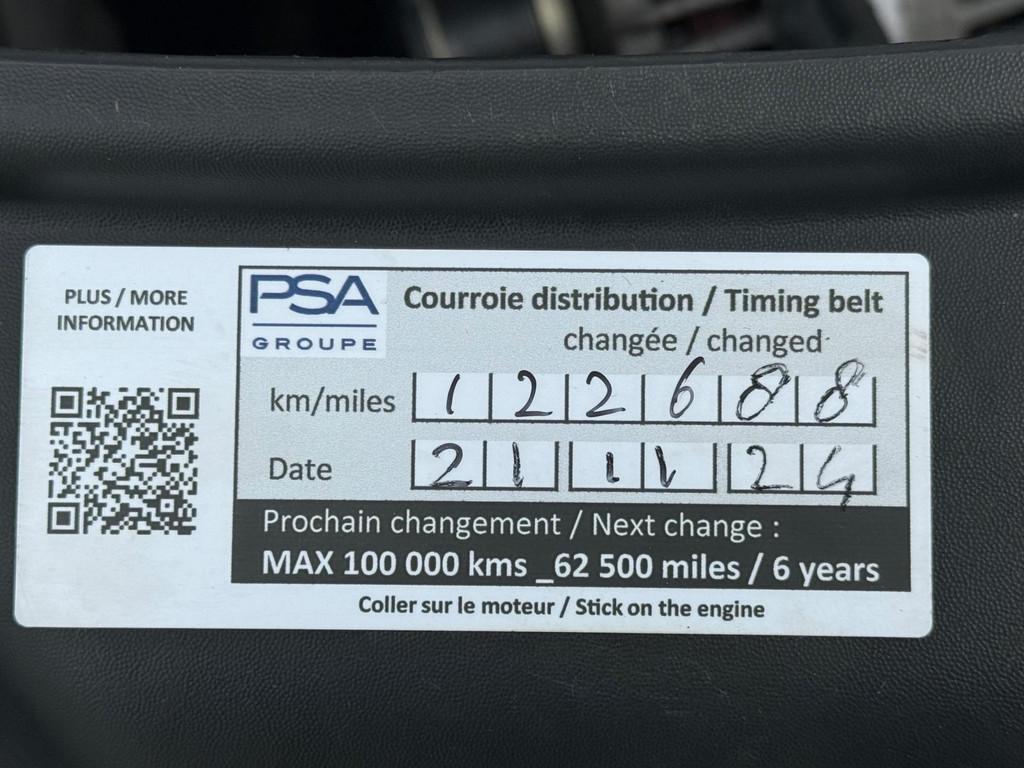 PLUS / MORE
INFORMATION
PSA
GROUPE
Courroie distribution / Timing belt
changée / changed
km/miles 122688
Date 21 11 24
Prochain changement / Next change :
MAX 100 000 kms _62 500 miles / 6 years
Coller sur le moteur / Stick on the engine